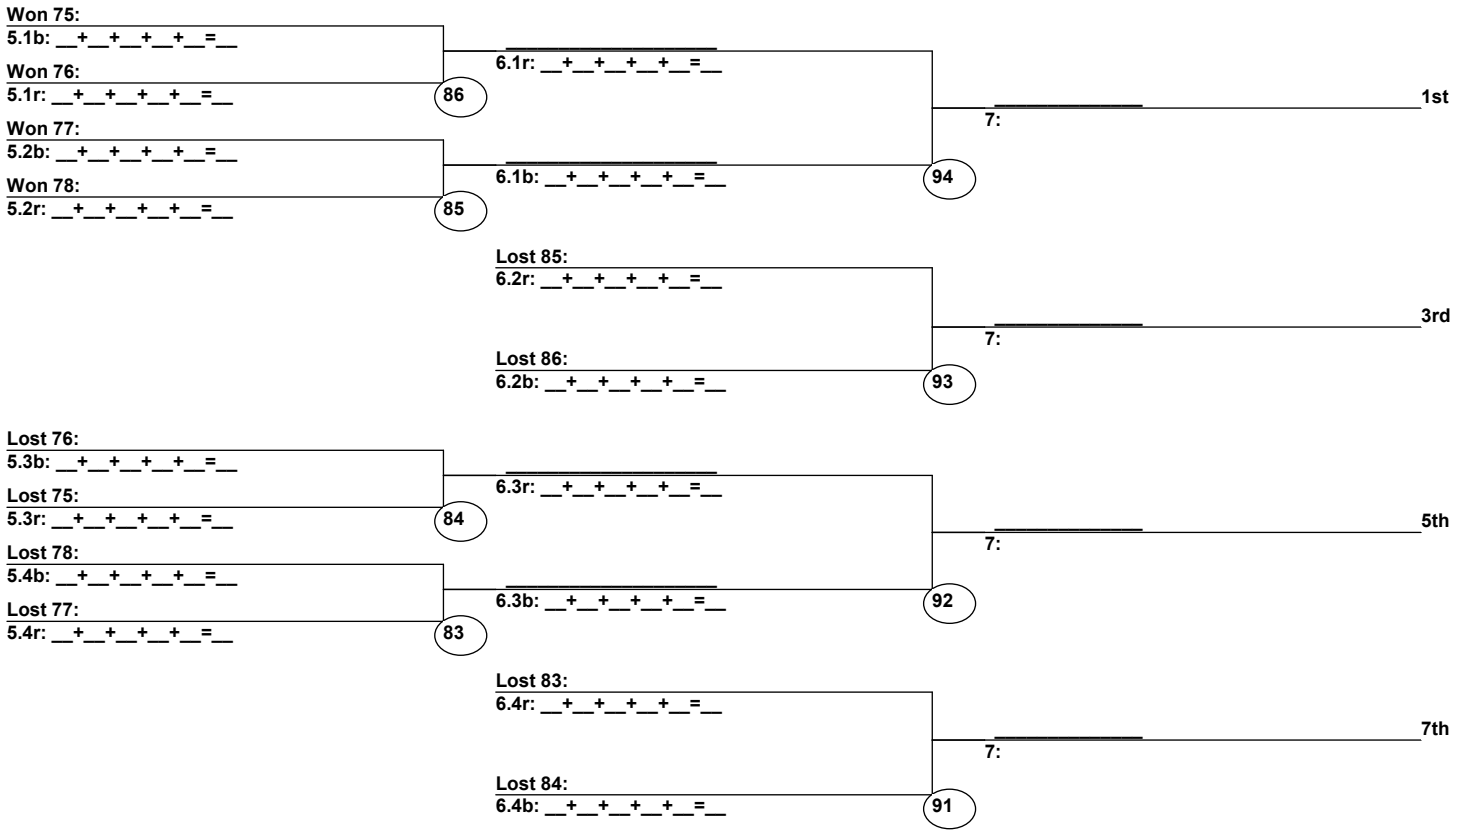 Won 75:
5.1b: __+__+__+__+__=__
Won 76:
5.1r: __+__+__+__+__=__
86
Won 77:
5.2b: __+__+__+__+__=__
Won 78:
5.2r: __+__+__+__+__=__
85
6.1r: __+__+__+__+__=__
6.1b: __+__+__+__+__=__
94
7:
1st
Lost 85:
6.2r: __+__+__+__+__=__
Lost 86:
6.2b: __+__+__+__+__=__
93
7:
3rd
Lost 76:
5.3b: __+__+__+__+__=__
Lost 75:
5.3r: __+__+__+__+__=__
84
Lost 78:
5.4b: __+__+__+__+__=__
Lost 77:
5.4r: __+__+__+__+__=__
83
6.3r: __+__+__+__+__=__
6.3b: __+__+__+__+__=__
92
7:
5th
Lost 83:
6.4r: __+__+__+__+__=__
Lost 84:
6.4b: __+__+__+__+__=__
91
7:
7th